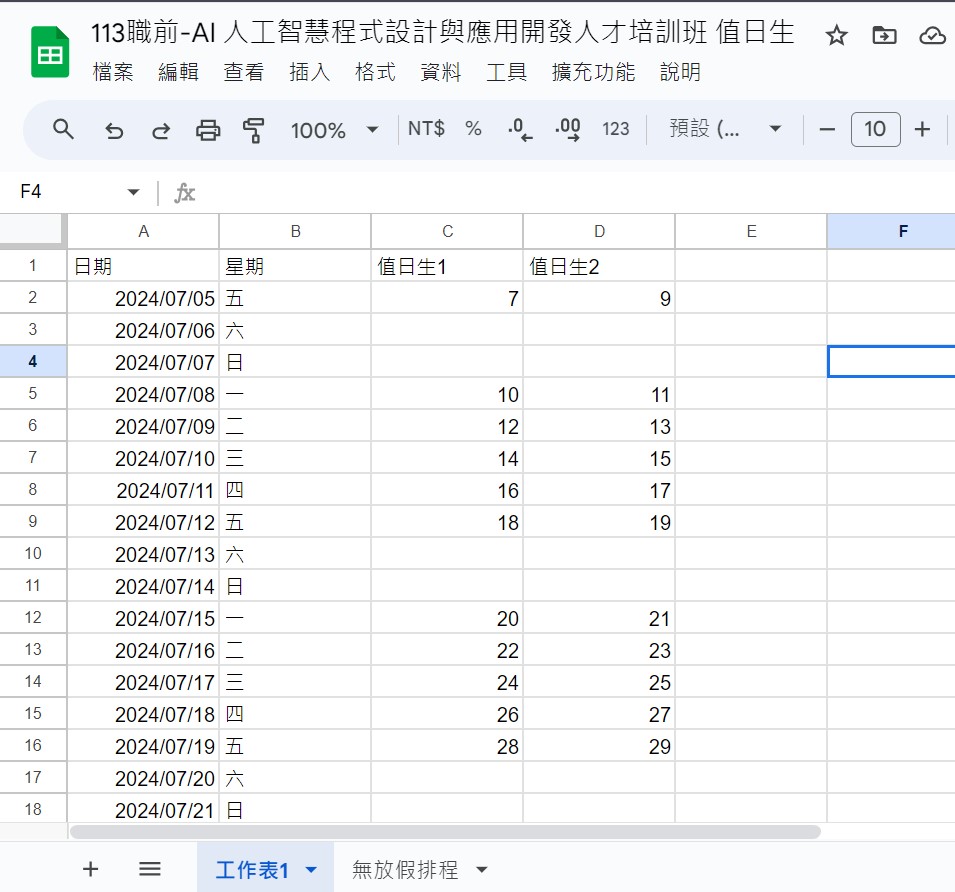 113職前-AI 人工智慧程式設計與應用開發人才培訓班 值日生
檔案 編輯 查看 插入 格式 資料 工具 擴充功能 說明
100% NT$ % .0 .00 123 預設 (... − 10 +
F4 fx
A B C D E F
1 日期 星期 值日生1 值日生2
2 2024/07/05 五 7 9
3 2024/07/06 六
4 2024/07/07 日
5 2024/07/08 一 10 11
6 2024/07/09 二 12 13
7 2024/07/10 三 14 15
8 2024/07/11 四 16 17
9 2024/07/12 五 18 19
10 2024/07/13 六
11 2024/07/14 日
12 2024/07/15 一 20 21
13 2024/07/16 二 22 23
14 2024/07/17 三 24 25
15 2024/07/18 四 26 27
16 2024/07/19 五 28 29
17 2024/07/20 六
18 2024/07/21 日
+ 工作表1 無放假排程